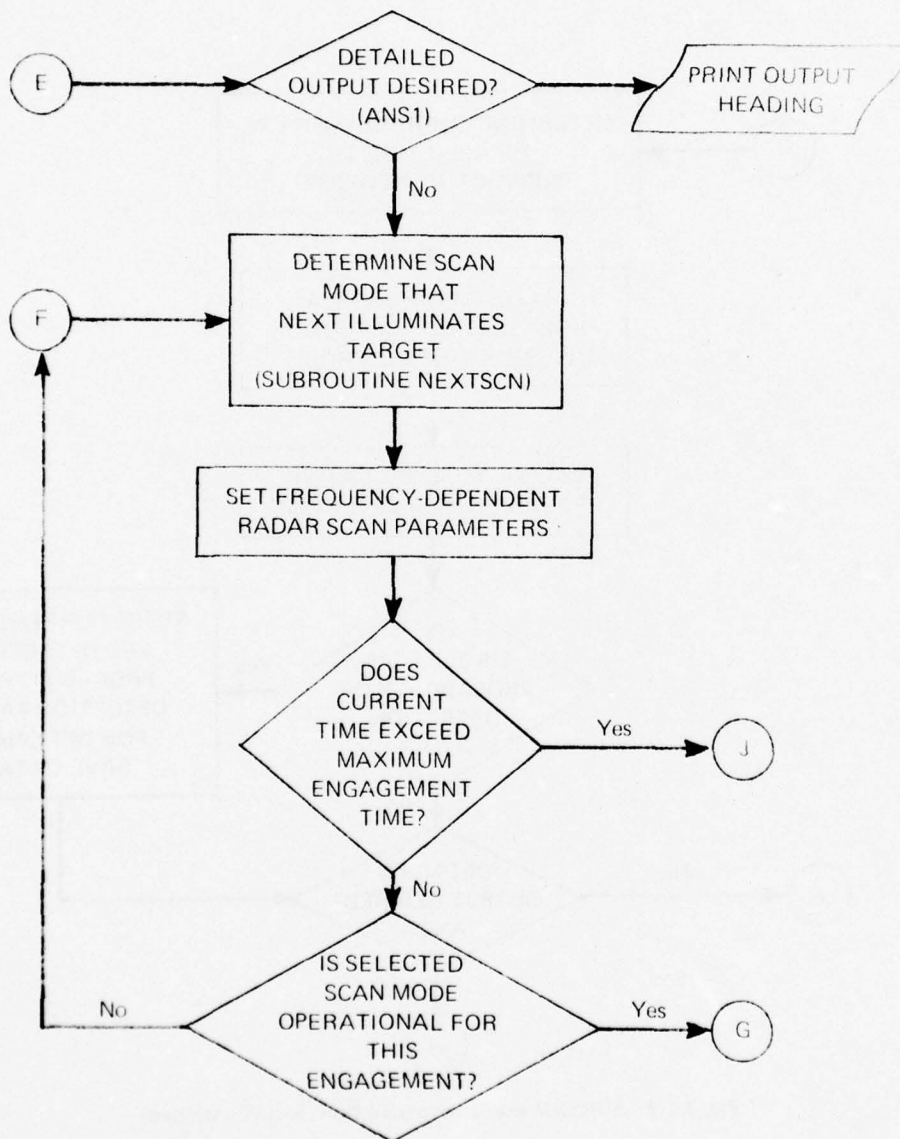 E
DETAILED
OUTPUT DESIRED?
(ANS1)
PRINT OUTPUT
HEADING
No
F
DETERMINE SCAN
MODE THAT
NEXT ILLUMINATES
TARGET
(SUBROUTINE NEXTSCN)
SET FREQUENCY-DEPENDENT
RADAR SCAN PARAMETERS
DOES
CURRENT
TIME EXCEED
MAXIMUM
ENGAGEMENT
TIME?
Yes
J
No
IS SELECTED
SCAN MODE
OPERATIONAL FOR
THIS
ENGAGEMENT?
No
Yes
G